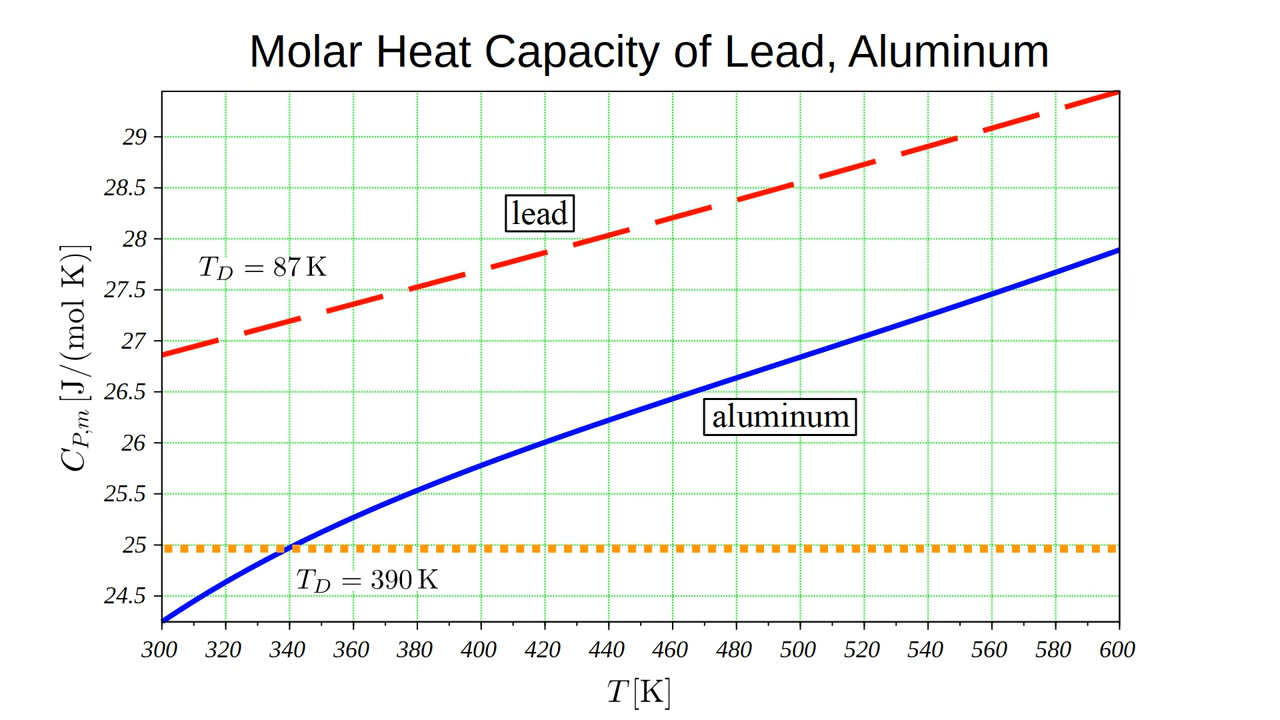 Molar Heat Capacity of Lead, Aluminum
C_{P,m} [J/(mol K)]
29
28.5
28
27.5
27
26.5
26
25.5
25
24.5
lead
T_D = 87 K
aluminum
T_D = 390 K
300 320 340 360 380 400 420 440 460 480 500 520 540 560 580 600
T [K]